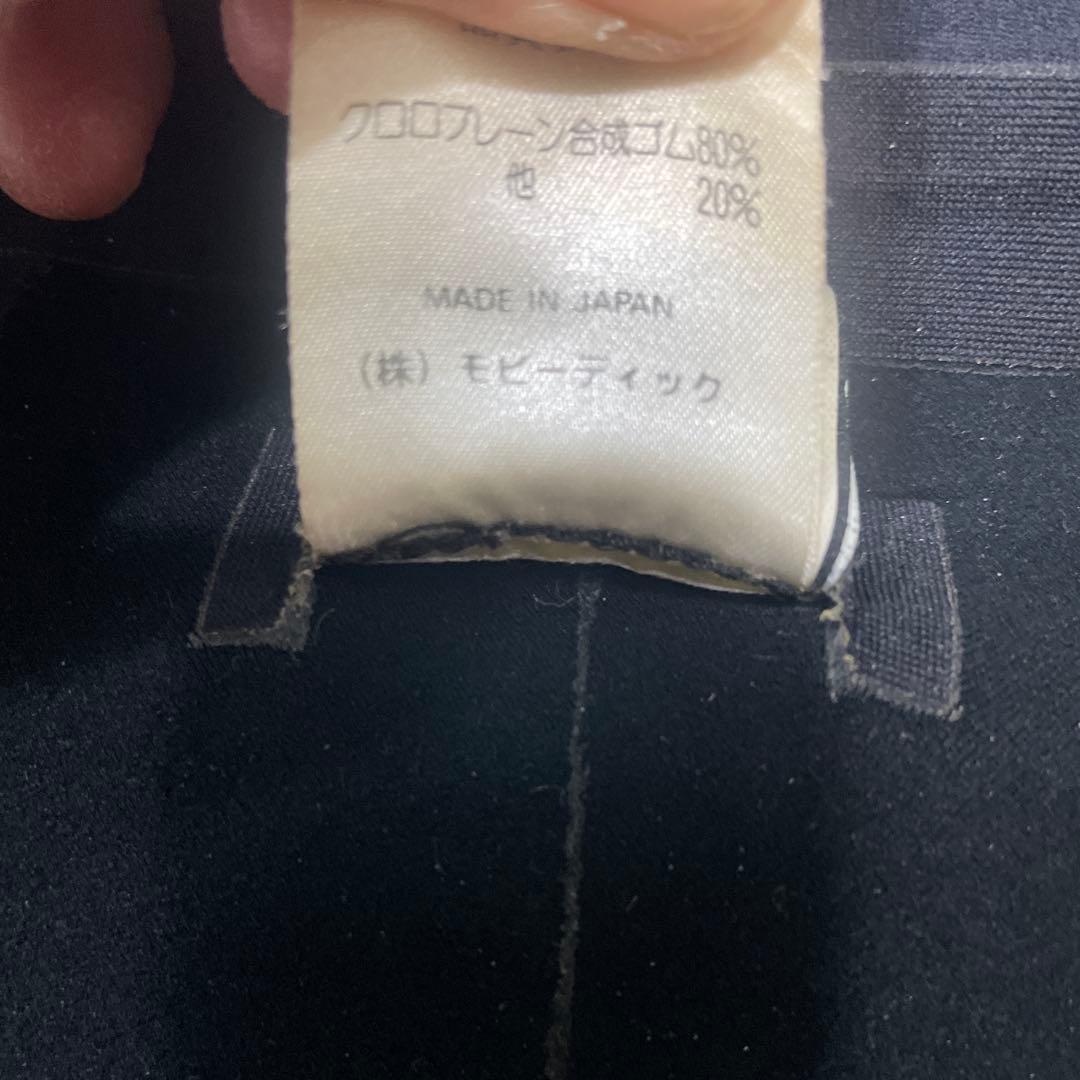 クロロプレーン合成ゴム80%
他 20%
MADE IN JAPAN
(株) モビーディック